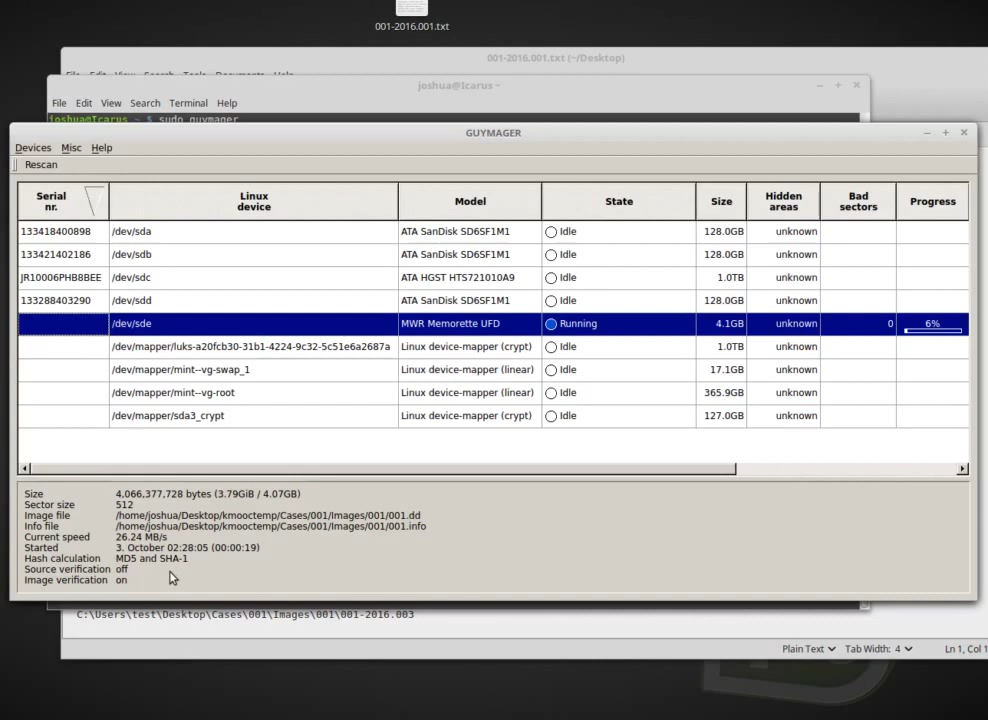 001-2016.001.txt
001-2016.001.txt (~/Desktop)
File Edit View Search Tools Documents Help
joshua@Icarus ~
File Edit View Search Terminal Help
joshua@Icarus ~ $ sudo guymager
GUYMAGER
Devices Misc Help
Rescan
Serial nr. Linux device Model State Size Hidden areas Bad sectors Progress
133418400898 /dev/sda ATA SanDisk SD6SF1M1 Idle 128.0GB unknown
133421402186 /dev/sdb ATA SanDisk SD6SF1M1 Idle 128.0GB unknown
JR10006PHB8BEE /dev/sdc ATA HGST HTS721010A9 Idle 1.0TB unknown
133288403290 /dev/sdd ATA SanDisk SD6SF1M1 Idle 128.0GB unknown
/dev/sde MWR Memorette UFD Running 4.1GB unknown 0 6%
/dev/mapper/luks-a20fcb30-31b1-4224-9c32-5c51e6a2687a Linux device-mapper (crypt) Idle 1.0TB unknown
/dev/mapper/mint--vg-swap_1 Linux device-mapper (linear) Idle 17.1GB unknown
/dev/mapper/mint--vg-root Linux device-mapper (linear) Idle 365.9GB unknown
/dev/mapper/sda3_crypt Linux device-mapper (crypt) Idle 127.0GB unknown
Size 4,066,377,728 bytes (3.79GiB / 4.07GB)
Sector size 512
Image file /home/joshua/Desktop/kmooctemp/Cases/001/Images/001/001.dd
Info file /home/joshua/Desktop/kmooctemp/Cases/001/Images/001/001.info
Current speed 26.24 MB/s
Started 3. October 02:28:05 (00:00:19)
Hash calculation MD5 and SHA-1
Source verification off
Image verification on
C:\Users\test\Desktop\Cases\001\Images\001\001-2016.003
Plain Text Tab Width: 4 Ln 1, Col 1